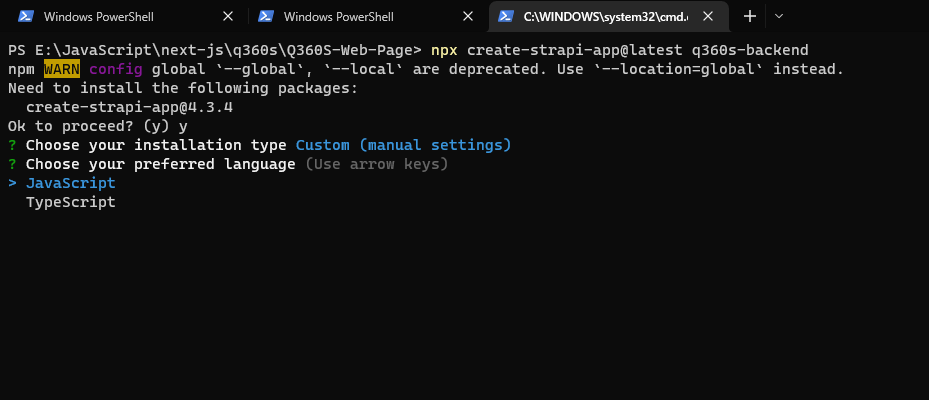 Windows PowerShell
Windows PowerShell
C:\WINDOWS\system32\cmd.
PS E:\JavaScript\next-js\q360s\Q360S-Web-Page> npx create-strapi-app@latest q360s-backend
npm WARN config global `--global`, `--local` are deprecated. Use `--location=global` instead.
Need to install the following packages:
  create-strapi-app@4.3.4
Ok to proceed? (y) y
? Choose your installation type Custom (manual settings)
? Choose your preferred language (Use arrow keys)
> JavaScript
  TypeScript